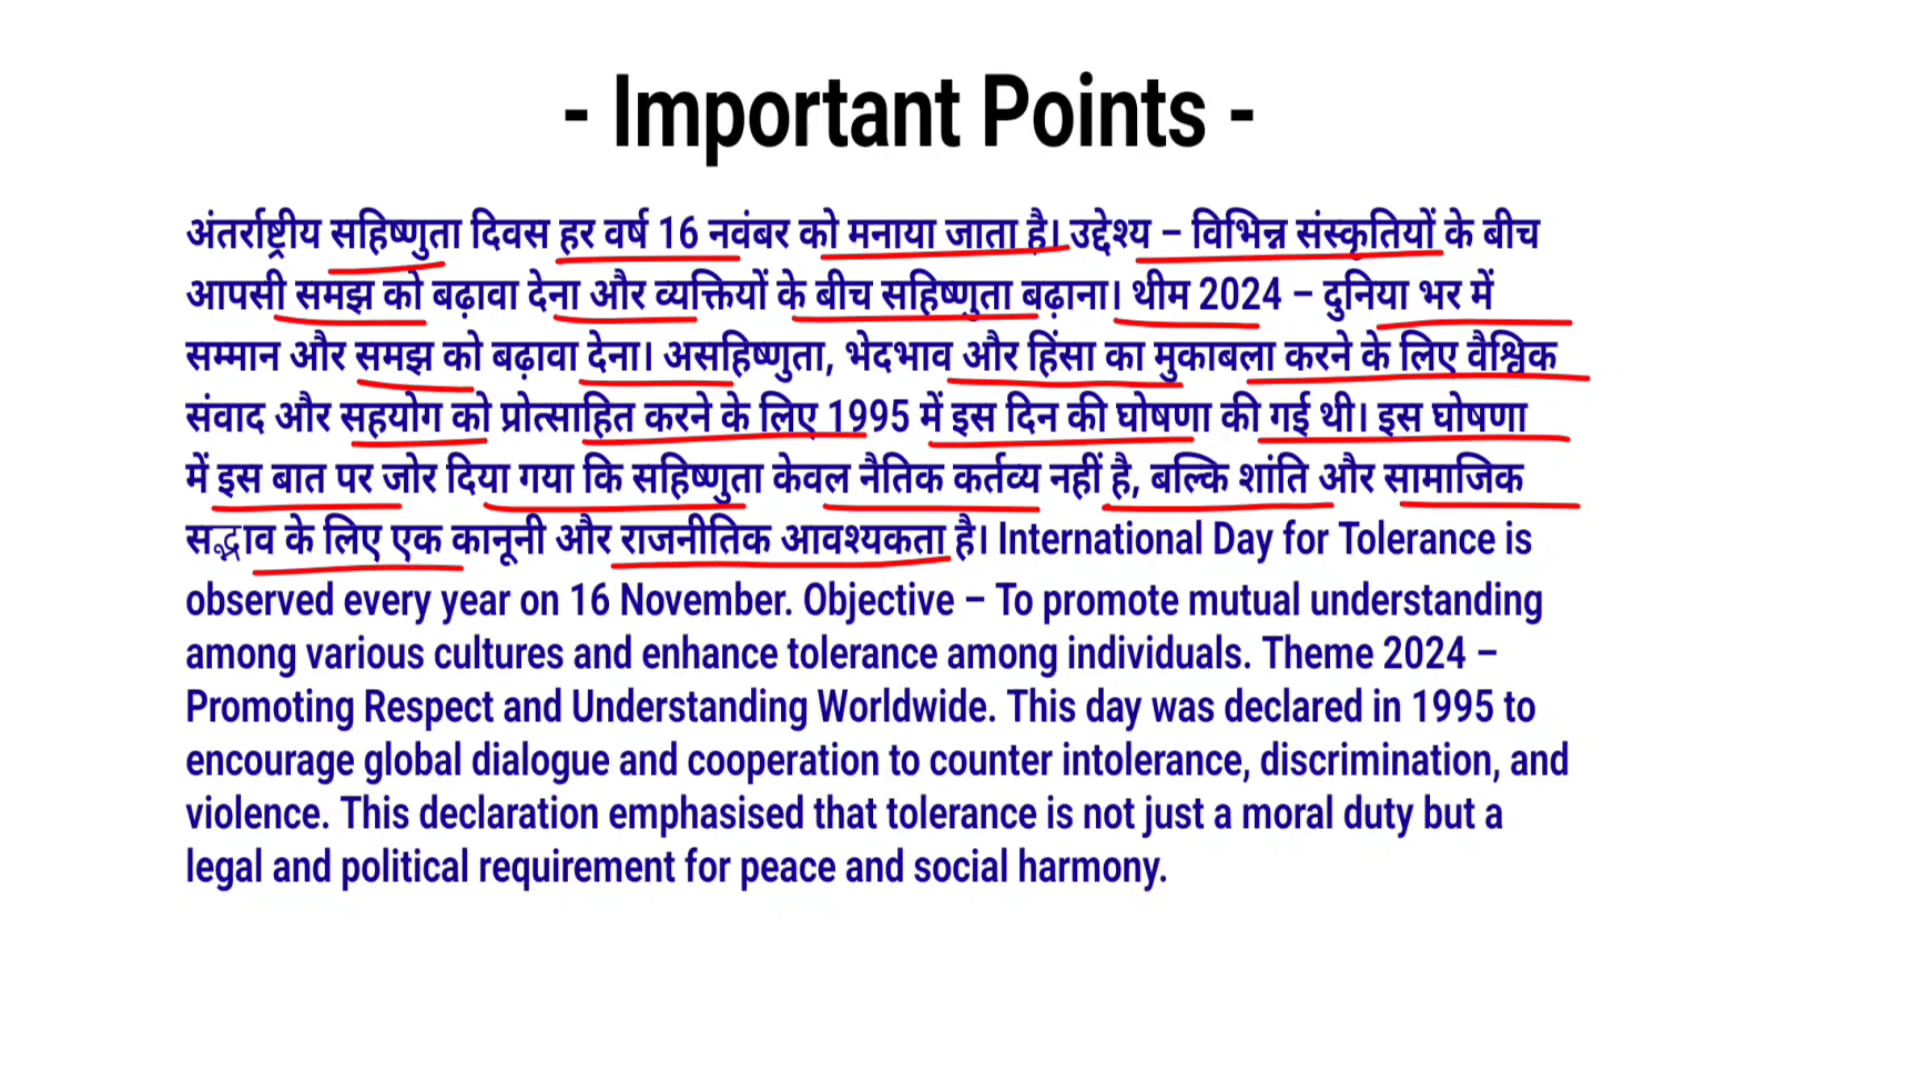 - Important Points -
अंतर्राष्ट्रीय सहिष्णुता दिवस हर वर्ष 16 नवंबर को मनाया जाता है। उद्देश्य – विभिन्न संस्कृतियों के बीच
आपसी समझ को बढ़ावा देना और व्यक्तियों के बीच सहिष्णुता बढ़ाना। थीम 2024 – दुनिया भर में
सम्मान और समझ को बढ़ावा देना। असहिष्णुता, भेदभाव और हिंसा का मुकाबला करने के लिए वैश्विक
संवाद और सहयोग को प्रोत्साहित करने के लिए 1995 में इस दिन की घोषणा की गई थी। इस घोषणा
में इस बात पर जोर दिया गया कि सहिष्णुता केवल नैतिक कर्तव्य नहीं है, बल्कि शांति और सामाजिक
सद्भाव के लिए एक कानूनी और राजनीतिक आवश्यकता है। International Day for Tolerance is
observed every year on 16 November. Objective – To promote mutual understanding
among various cultures and enhance tolerance among individuals. Theme 2024 –
Promoting Respect and Understanding Worldwide. This day was declared in 1995 to
encourage global dialogue and cooperation to counter intolerance, discrimination, and
violence. This declaration emphasised that tolerance is not just a moral duty but a
legal and political requirement for peace and social harmony.